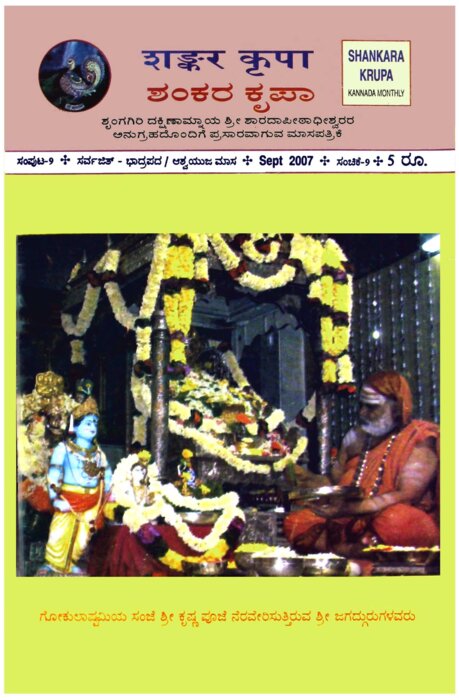 शङ्कर कृपा
ಶಂಕರ ಕೃಪಾ
SHANKARA
KRUPA
KANNADA MONTHLY
ಶೃಂಗಗಿರಿ ದಕ್ಷಿಣಾಮ್ನಾಯ ಶ್ರೀ ಶಾರದಾಪೀಠಾಧೀಶ್ವರರ
ಅನುಗ್ರಹದೊಂದಿಗೆ ಪ್ರಸಾರವಾಗುವ ಮಾಸಪತ್ರಿಕೆ
ಸಂಪುಟ-೯ ✢ ಸರ್ವಜಿತ್ - ಭಾದ್ರಪದ / ಆಶ್ವಯುಜ ಮಾಸ ✢ Sept 2007 ✢ ಸಂಚಿಕೆ-೯ ✢ 5 ರೂ.
ಗೋಕುಲಾಷ್ಟಮಿಯ ಸಂಜೆ ಶ್ರೀ ಕೃಷ್ಣ ಪೂಜೆ ನೆರವೇರಿಸುತ್ತಿರುವ ಶ್ರೀ ಜಗದ್ಗುರುಗಳವರು